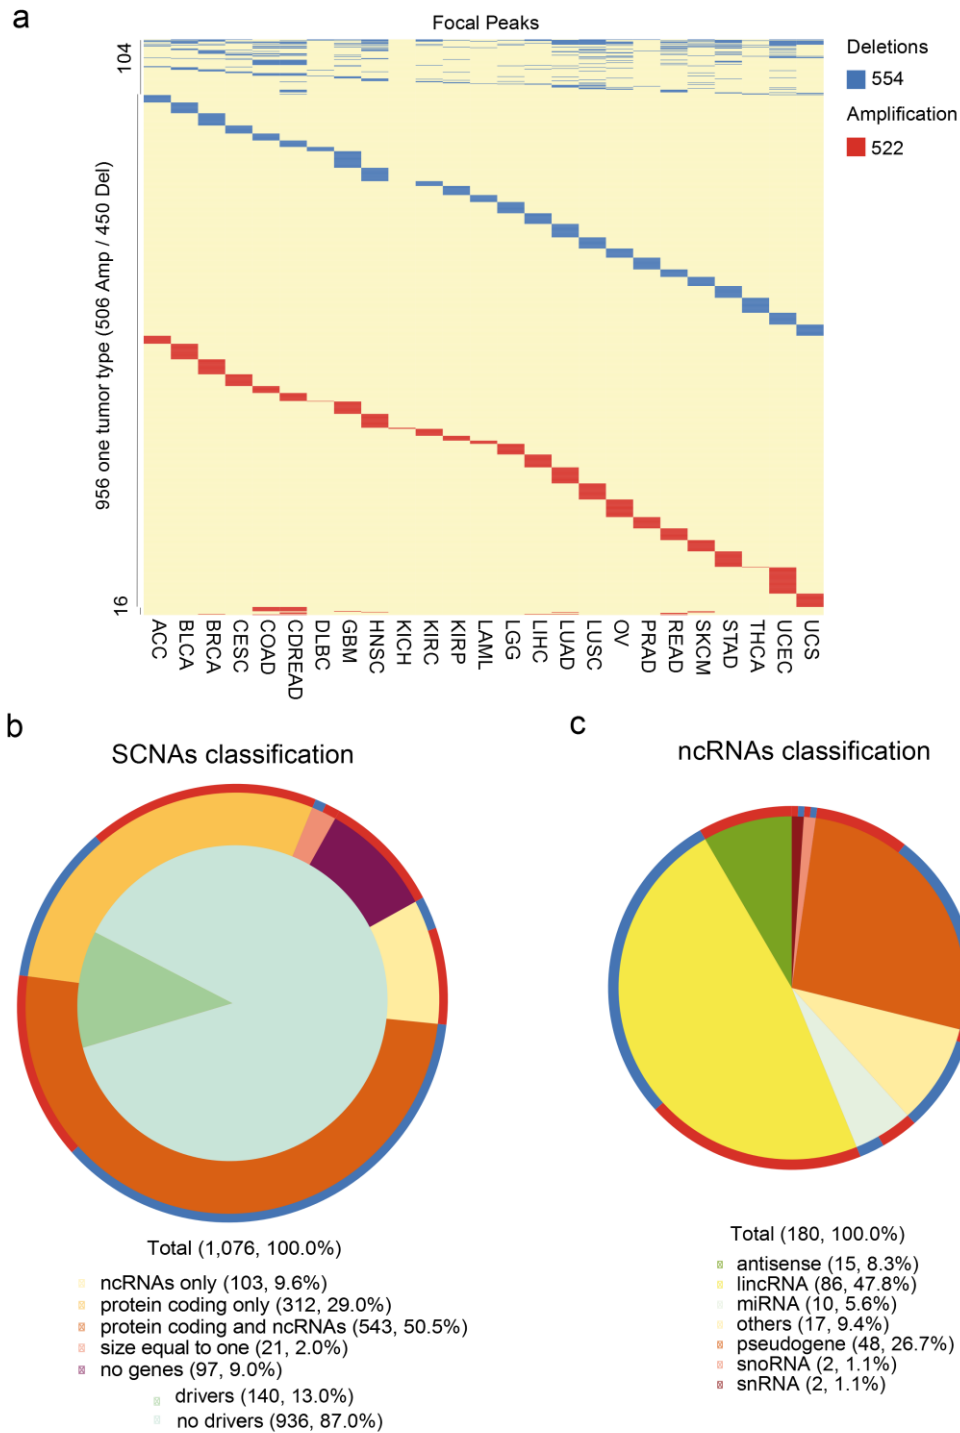 a
Focal Peaks
Deletions
554
Amplification
522
104
956 one tumor type (506 Amp / 450 Del)
16
ACC
BLCA
BRCA
CESC
COAD
CDREAD
DLBC
GBM
HNSC
KICH
KIRC
KIRP
LAML
LGG
LIHC
LUAD
LUSC
OV
PRAD
READ
SKCM
STAD
THCA
UCEC
UCS
b
SCNAs classification
Total (1,076, 100.0%)
ncRNAs only (103, 9.6%)
protein coding only (312, 29.0%)
protein coding and ncRNAs (543, 50.5%)
size equal to one (21, 2.0%)
no genes (97, 9.0%)
drivers (140, 13.0%)
no drivers (936, 87.0%)
c
ncRNAs classification
Total (180, 100.0%)
antisense (15, 8.3%)
lincRNA (86, 47.8%)
miRNA (10, 5.6%)
others (17, 9.4%)
pseudogene (48, 26.7%)
snoRNA (2, 1.1%)
snRNA (2, 1.1%)